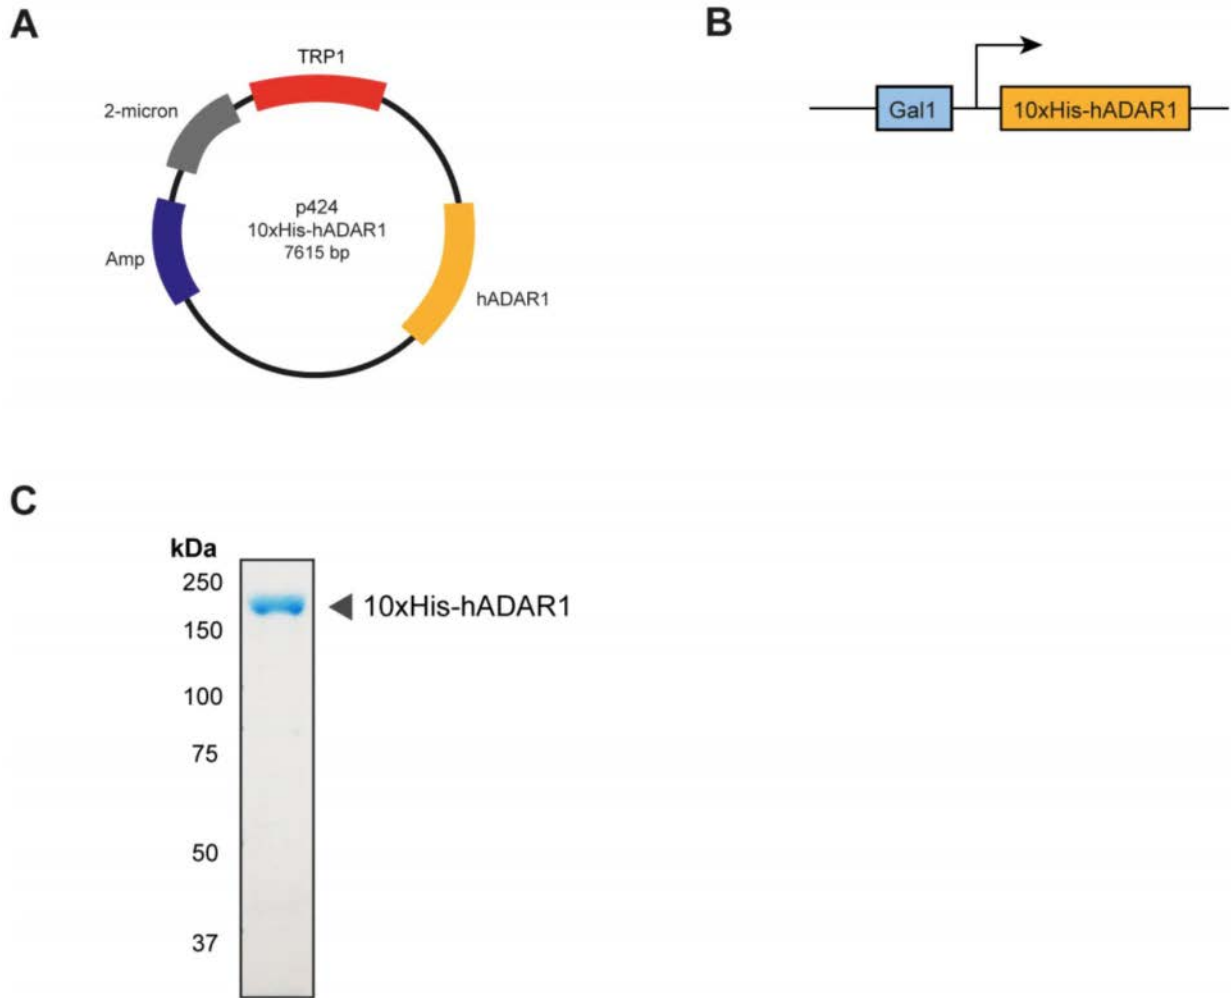 A
TRP1
2-micron
p424
10xHis-hADAR1
7615 bp
Amp
hADAR1
B
Gal1
10xHis-hADAR1
C
kDa
250
10xHis-hADAR1
150
100
75
50
37